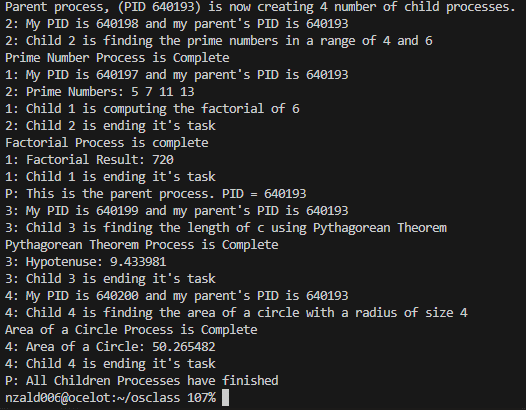 Parent process, (PID 640193) is now creating 4 number of child processes.
2: My PID is 640198 and my parent's PID is 640193
2: Child 2 is finding the prime numbers in a range of 4 and 6
Prime Number Process is Complete
1: My PID is 640197 and my parent's PID is 640193
2: Prime Numbers: 5 7 11 13
1: Child 1 is computing the factorial of 6
2: Child 2 is ending it's task
Factorial Process is complete
1: Factorial Result: 720
1: Child 1 is ending it's task
P: This is the parent process. PID = 640193
3: My PID is 640199 and my parent's PID is 640193
3: Child 3 is finding the length of c using Pythagorean Theorem
Pythagorean Theorem Process is Complete
3: Hypotenuse: 9.433981
3: Child 3 is ending it's task
4: My PID is 640200 and my parent's PID is 640193
4: Child 4 is finding the area of a circle with a radius of size 4
Area of a Circle Process is Complete
4: Area of a Circle: 50.265482
4: Child 4 is ending it's task
P: All Children Processes have finished
nzald006@ocelot:~/osclass 107%